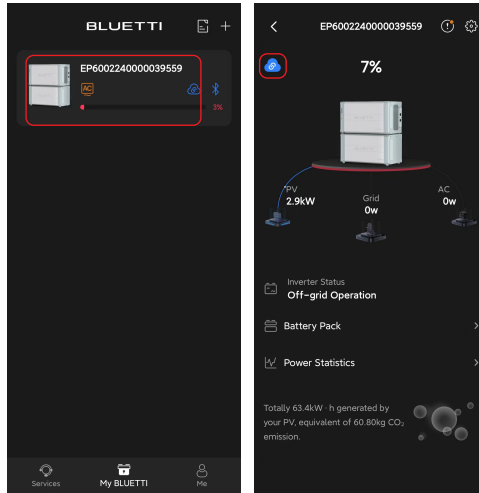 BLUETTI
EP6002240000039559
AC
3%
Services
My BLUETTI
Me
EP6002240000039559
7%
PV
2.9kW
Grid
0w
AC
0w
Inverter Status
Off-grid Operation
Battery Pack
Power Statistics
Totally 63.4kW · h generated by
your PV, equivalent of 60.80kg CO₂
emission.